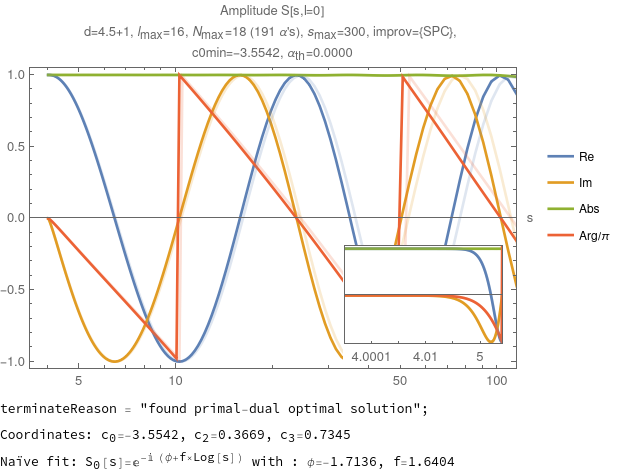 Amplitude S[s,l=0]
d=4.5+1, lmax=16, Nmax=18 (191 α's), smax=300, improv={SPC},
c0min=−3.5542, αth=0.0000
1.0
0.5
0.0
−0.5
−1.0
5
10
50
100
s
Re
Im
Abs
Arg/π
4.0001
4.01
5
terminateReason = "found primal-dual optimal solution";
Coordinates: c0=-3.5542, c2=0.3669, c3=0.7345
Naïve fit: S0[s]=e^-i (ϕ+f×Log[s]) with : ϕ=-1.7136, f=1.6404